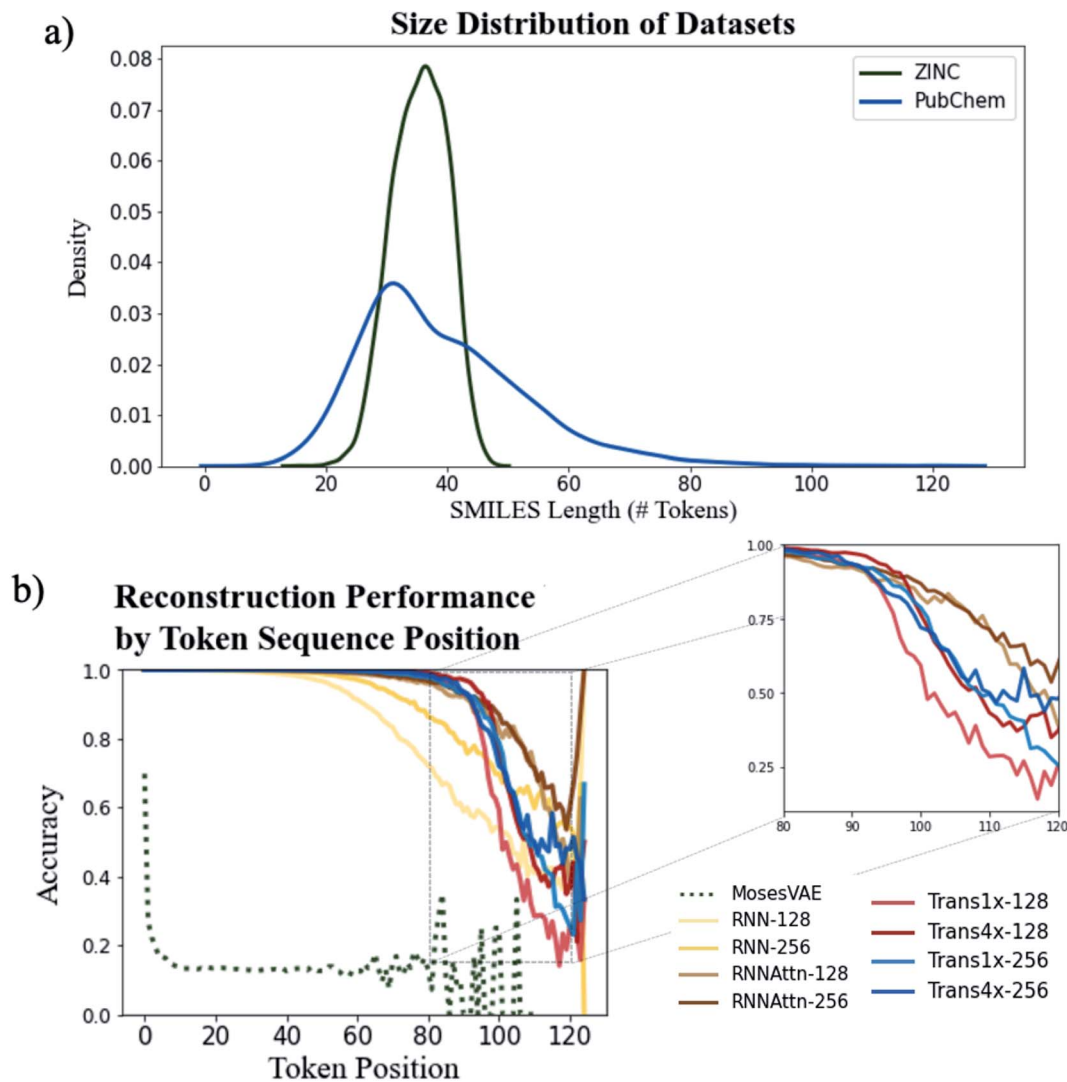 a)
Size Distribution of Datasets
0.08
0.07
0.06
0.05
0.04
0.03
0.02
0.01
0.00
Density
ZINC
PubChem
0 20 40 60 80 100 120
SMILES Length (# Tokens)
b)
Reconstruction Performance
by Token Sequence Position
1.0
0.8
0.6
0.4
0.2
0.0
Accuracy
0 20 40 60 80 100 120
Token Position
1.00
0.75
0.50
0.25
80 90 100 110 120
MosesVAE
RNN-128
RNN-256
RNNAttn-128
RNNAttn-256
Trans1x-128
Trans4x-128
Trans1x-256
Trans4x-256